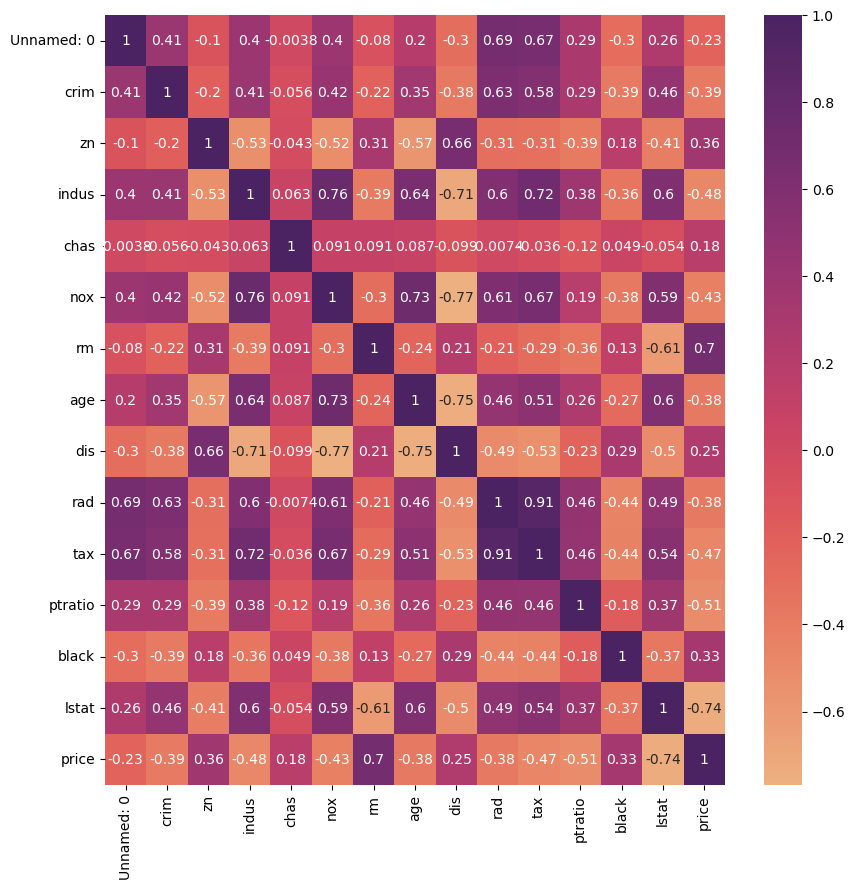 Unnamed: 0 1 0.41 -0.1 0.4 -0.0038 0.4 -0.08 0.2 -0.3 0.69 0.67 0.29 -0.3 0.26 -0.23
crim 0.41 1 -0.2 0.41 -0.056 0.42 -0.22 0.35 -0.38 0.63 0.58 0.29 -0.39 0.46 -0.39
zn -0.1 -0.2 1 -0.53 -0.043 -0.52 0.31 -0.57 0.66 -0.31 -0.31 -0.39 0.18 -0.41 0.36
indus 0.4 0.41 -0.53 1 0.063 0.76 -0.39 0.64 -0.71 0.6 0.72 0.38 -0.36 0.6 -0.48
chas -0.0038 -0.056 -0.043 0.063 1 0.091 0.091 0.087 -0.099 -0.0074 -0.036 -0.12 0.049 -0.054 0.18
nox 0.4 0.42 -0.52 0.76 0.091 1 -0.3 0.73 -0.77 0.61 0.67 0.19 -0.38 0.59 -0.43
rm -0.08 -0.22 0.31 -0.39 0.091 -0.3 1 -0.24 0.21 -0.21 -0.29 -0.36 0.13 -0.61 0.7
age 0.2 0.35 -0.57 0.64 0.087 0.73 -0.24 1 -0.75 0.46 0.51 0.26 -0.27 0.6 -0.38
dis -0.3 -0.38 0.66 -0.71 -0.099 -0.77 0.21 -0.75 1 -0.49 -0.53 -0.23 0.29 -0.5 0.25
rad 0.69 0.63 -0.31 0.6 -0.0074 0.61 -0.21 0.46 -0.49 1 0.91 0.46 -0.44 0.49 -0.38
tax 0.67 0.58 -0.31 0.72 -0.036 0.67 -0.29 0.51 -0.53 0.91 1 0.46 -0.44 0.54 -0.47
ptratio 0.29 0.29 -0.39 0.38 -0.12 0.19 -0.36 0.26 -0.23 0.46 0.46 1 -0.18 0.37 -0.51
black -0.3 -0.39 0.18 -0.36 0.049 -0.38 0.13 -0.27 0.29 -0.44 -0.44 -0.18 1 -0.37 0.33
lstat 0.26 0.46 -0.41 0.6 -0.054 0.59 -0.61 0.6 -0.5 0.49 0.54 0.37 -0.37 1 -0.74
price -0.23 -0.39 0.36 -0.48 0.18 -0.43 0.7 -0.38 0.25 -0.38 -0.47 -0.51 0.33 -0.74 1
Unnamed: 0 crim zn indus chas nox rm age dis rad tax ptratio black lstat price
1.0
0.8
0.6
0.4
0.2
0.0
−0.2
−0.4
−0.6